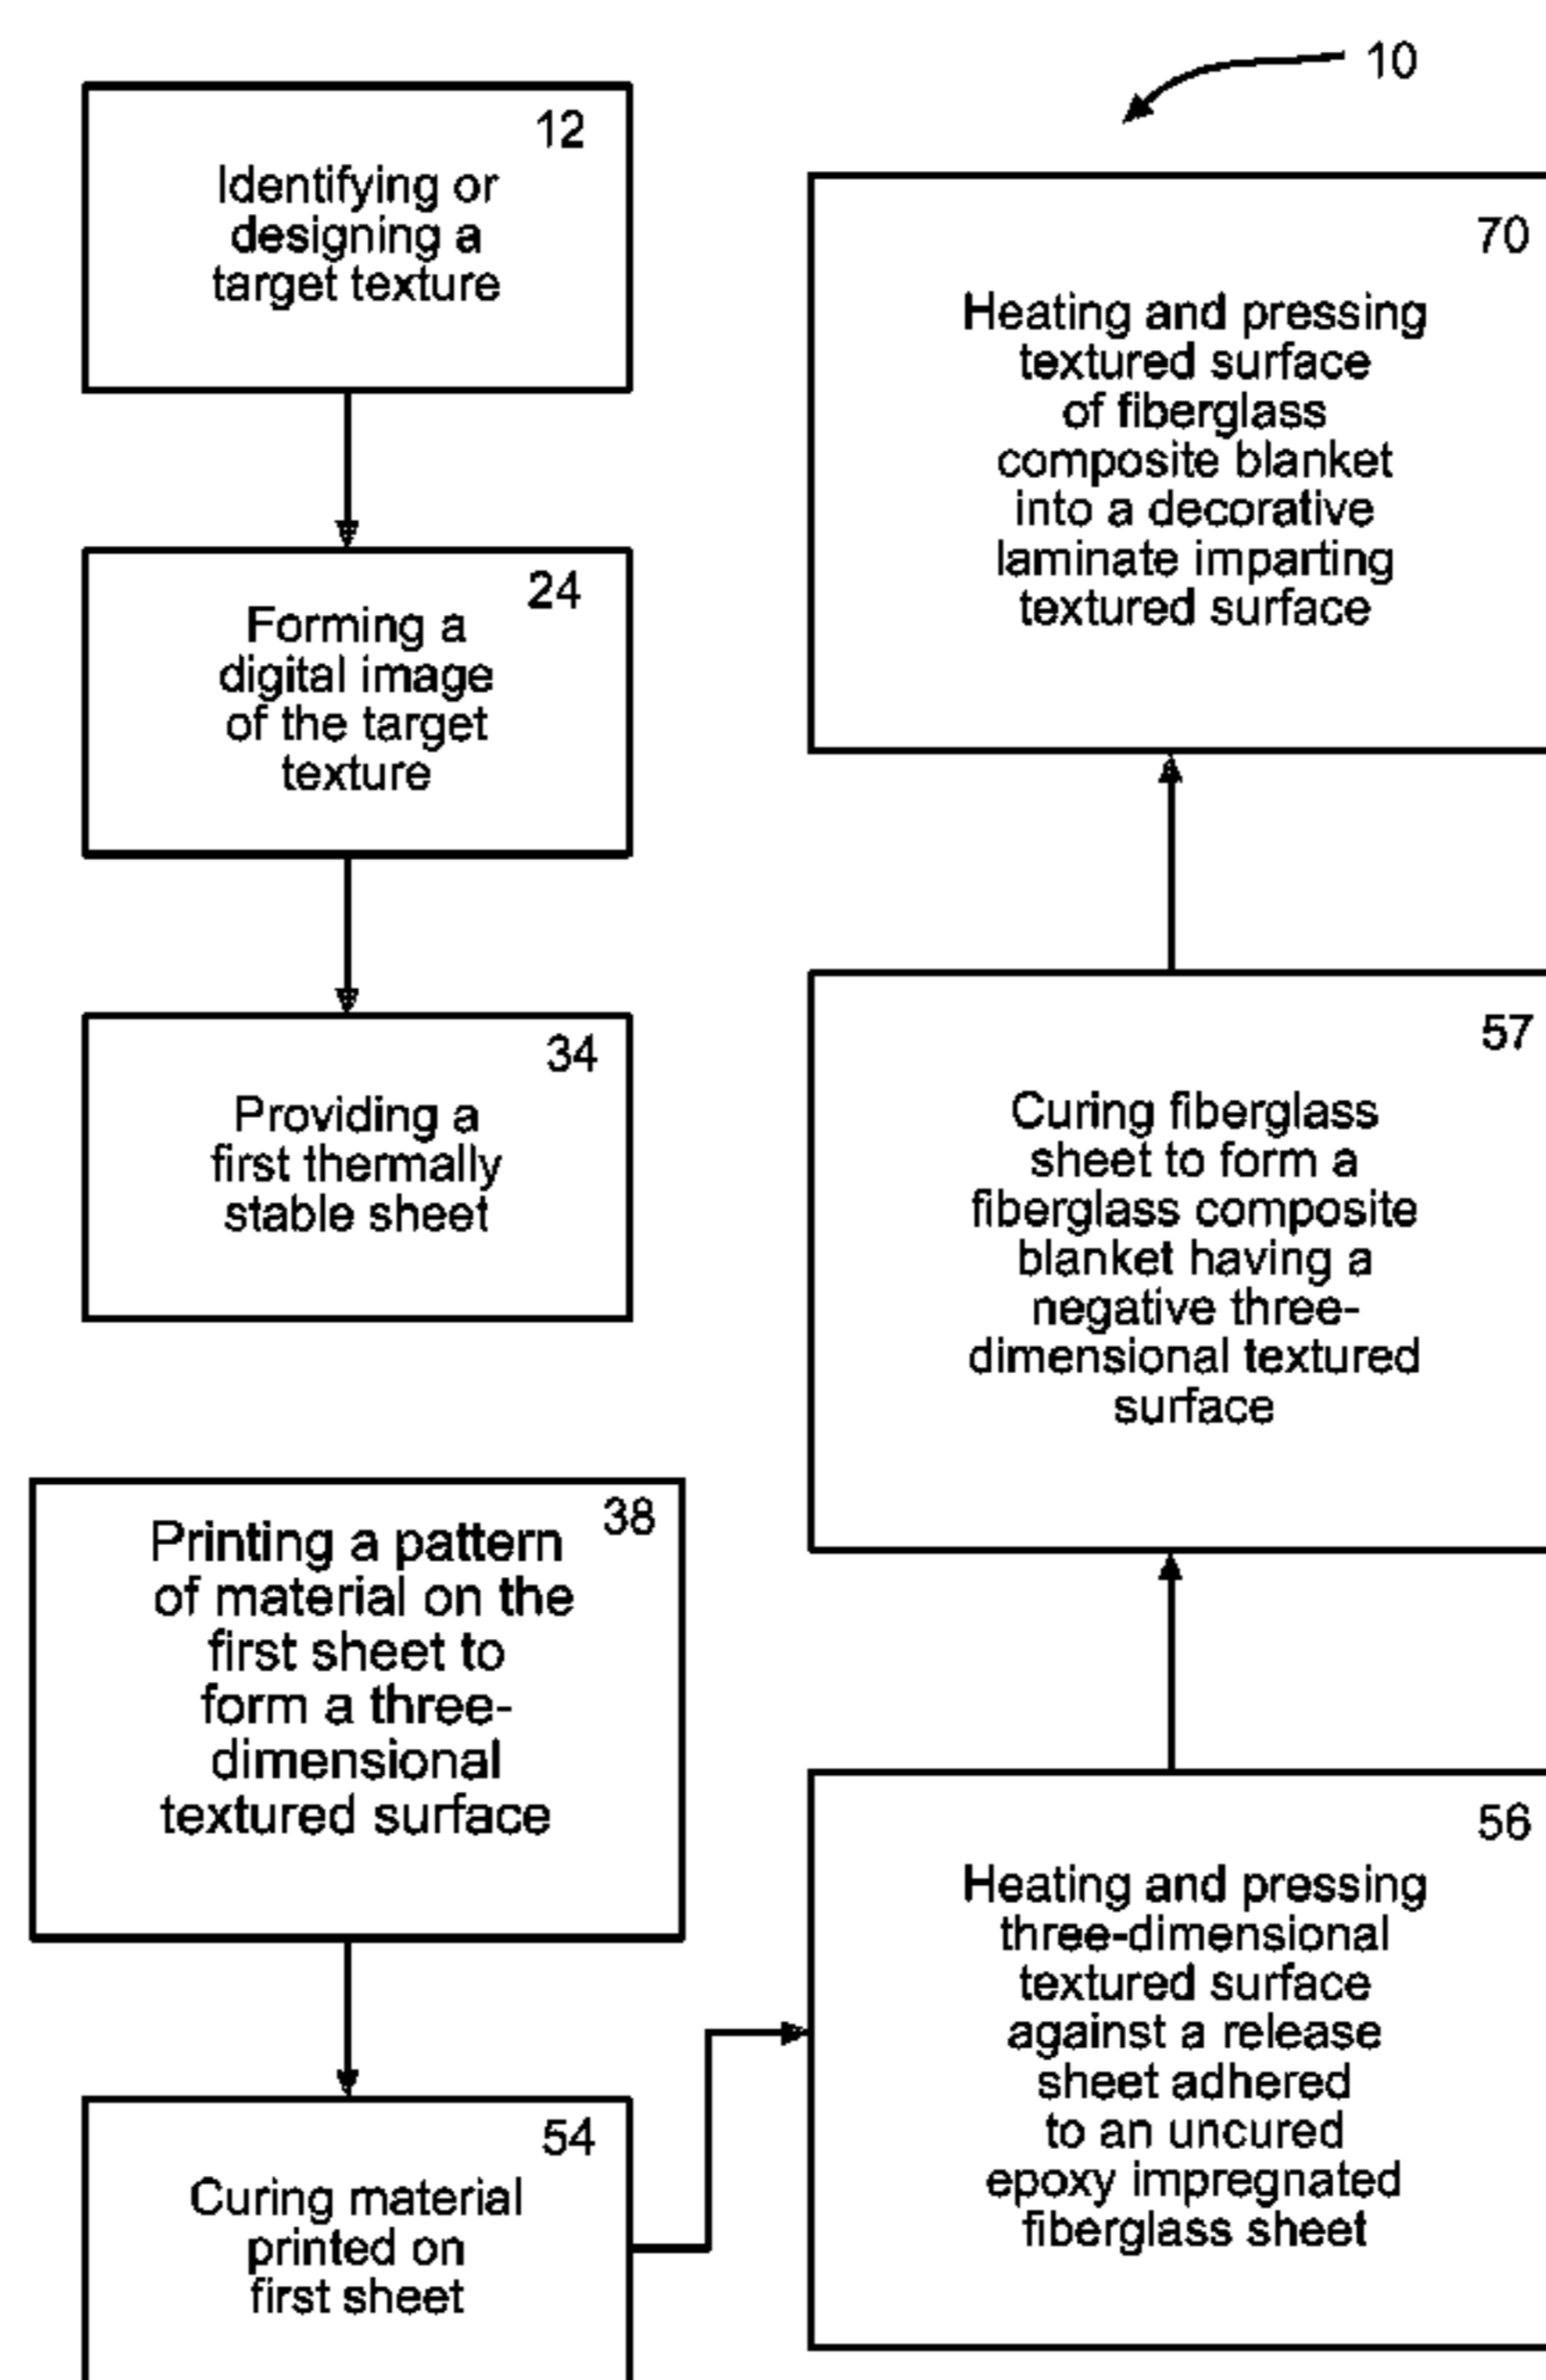 10
12
Identifying or
designing a
target texture
24
Forming a
digital image
of the target
texture
34
Providing a
first thermally
stable sheet
38
Printing a pattern
of material on the
first sheet to
form a three-
dimensional
textured surface
54
Curing material
printed on
first sheet
56
Heating and pressing
three-dimensional
textured surface
against a release
sheet adhered
to an uncured
epoxy impregnated
fiberglass sheet
57
Curing fiberglass
sheet to form a
fiberglass composite
blanket having a
negative three-
dimensional textured
surface
70
Heating and pressing
textured surface
of fiberglass
composite blanket
into a decorative
laminate imparting
textured surface